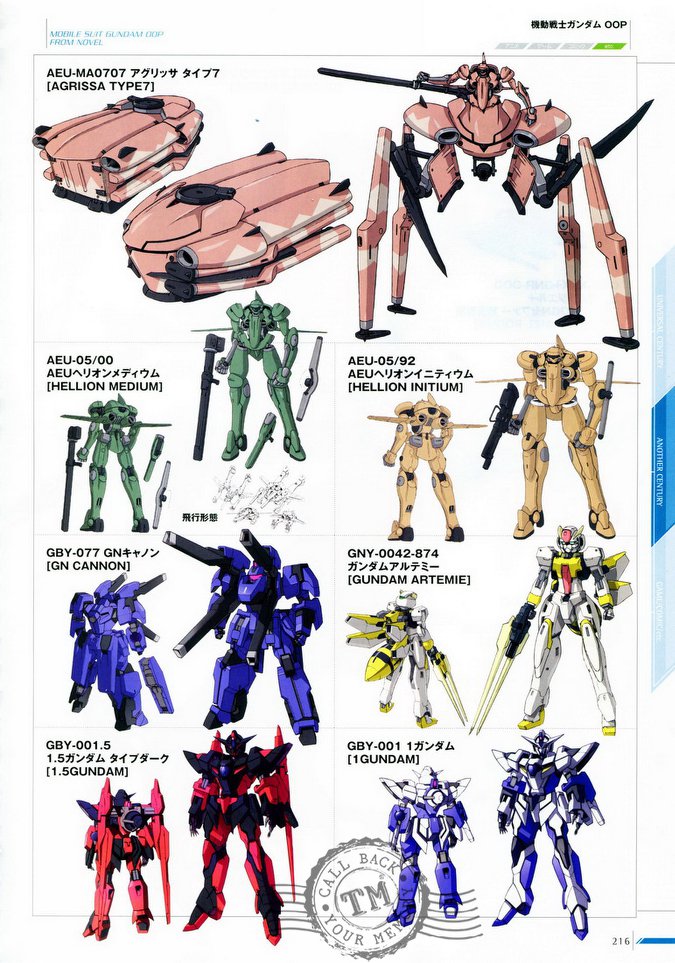 MOBILE SUIT GUNDAM OOP
FROM NOVEL
機動戦士ガンダム OOP
AEU-MA0707 アグリッサ タイプ7
[AGRISSA TYPE7]
AEU-05/00
AEUヘリオンメディウム
[HELLION MEDIUM]
飛行形態
AEU-05/92
AEUヘリオンイニティウム
[HELLION INITIUM]
GBY-077 GNキャノン
[GN CANNON]
GNY-0042-874
ガンダムアルテミー
[GUNDAM ARTEMIE]
GBY-001.5
1.5ガンダム タイプダーク
[1.5GUNDAM]
GBY-001 1ガンダム
[1GUNDAM]
UNIVERSAL CENTURY
ANOTHER CENTURY
GAME/COMIC/etc
CALL BACK
TM
YOUR MEM
216